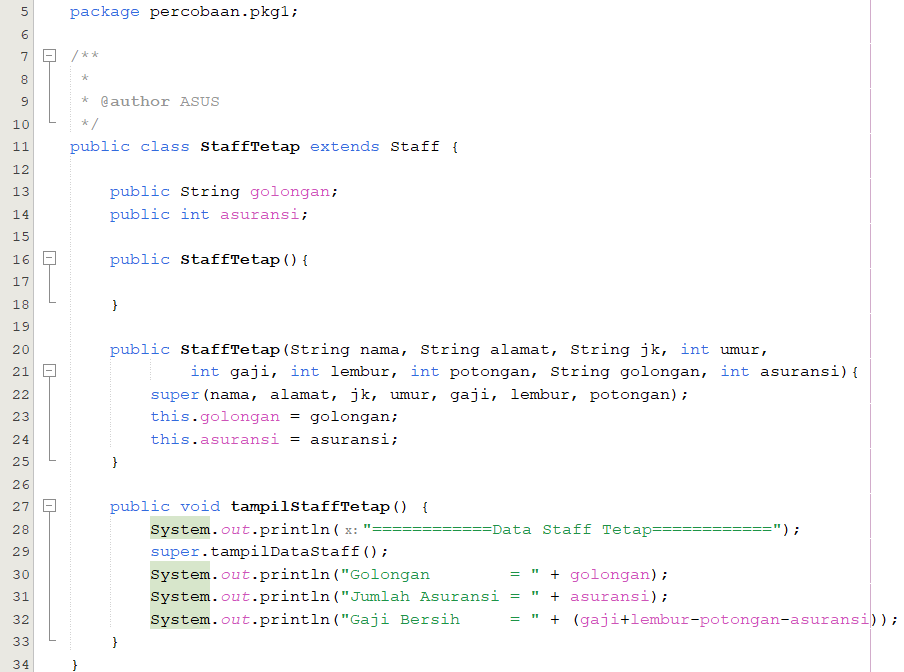 5 package percobaan.pkg1;
6
7 /**
8  *
9  * @author ASUS
10  */
11 public class StaffTetap extends Staff {
12
13     public String golongan;
14     public int asuransi;
15
16     public StaffTetap(){
17
18     }
19
20     public StaffTetap(String nama, String alamat, String jk, int umur,
21             int gaji, int lembur, int potongan, String golongan, int asuransi){
22         super(nama, alamat, jk, umur, gaji, lembur, potongan);
23         this.golongan = golongan;
24         this.asuransi = asuransi;
25     }
26
27     public void tampilStaffTetap() {
28         System.out.println(x: "============Data Staff Tetap============");
29         super.tampilDataStaff();
30         System.out.println("Golongan        = " + golongan);
31         System.out.println("Jumlah Asuransi = " + asuransi);
32         System.out.println("Gaji Bersih     = " + (gaji+lembur-potongan-asuransi));
33     }
34 }